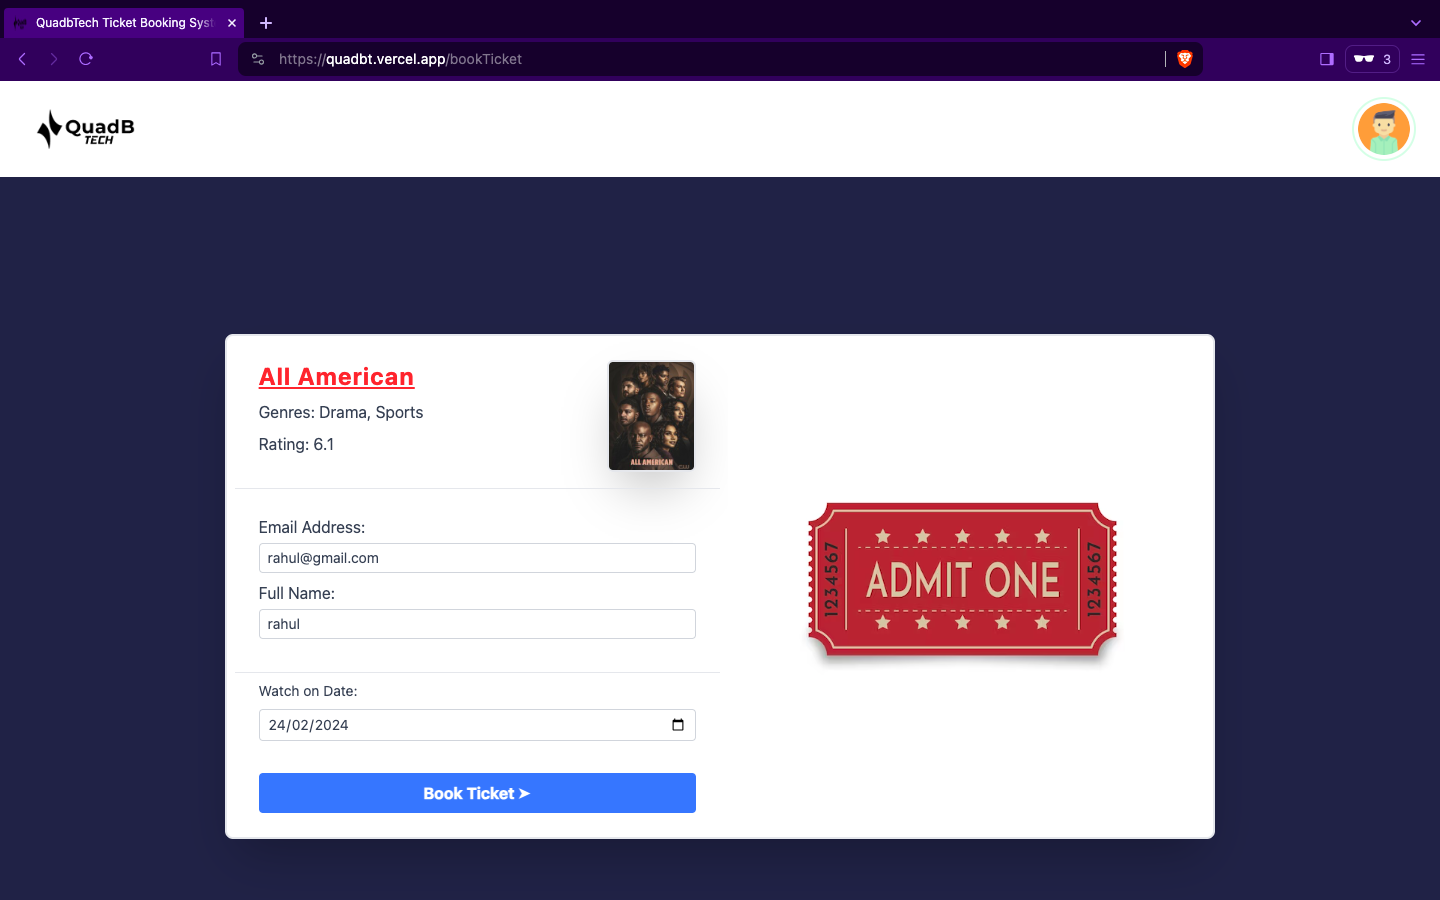 QuadbTech Ticket Booking Syst
https://quadbt.vercel.app/bookTicket
3
QuadB
TECH
All American
Genres: Drama, Sports
Rating: 6.1
ALL AMERICAN
Email Address:
rahul@gmail.com
Full Name:
rahul
Watch on Date:
24/02/2024
Book Ticket ➤
1234567
ADMIT ONE
1234567